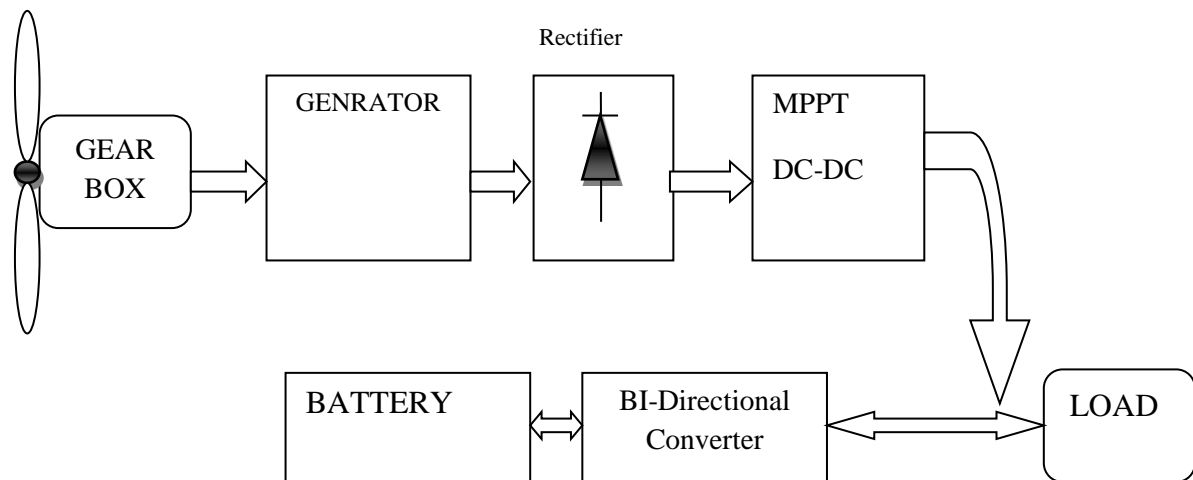 Rectifier
GEAR
BOX
GENRATOR
MPPT
DC-DC
BATTERY
BI-Directional
Converter
LOAD